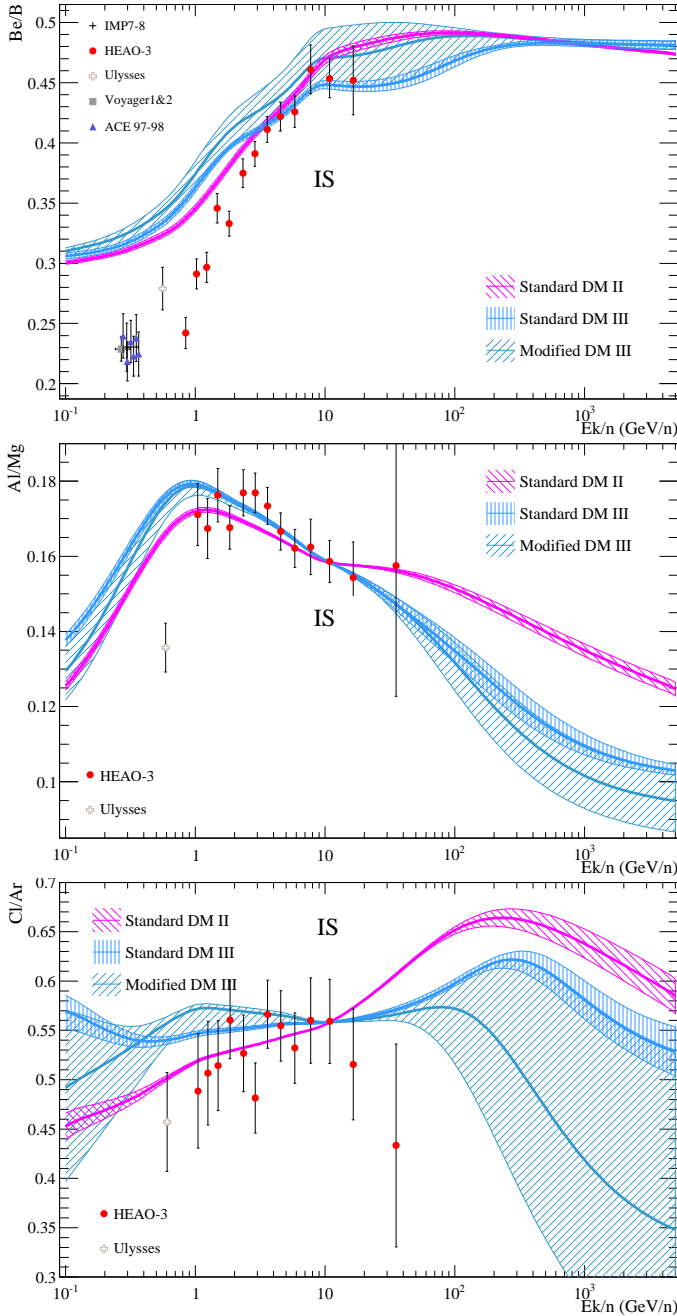 Be/B
0.5
IMP7-8
HEAO-3
Ulysses
Voyager1&2
ACE 97-98
0.45
0.4
IS
0.35
0.3
Standard DM II
Standard DM III
0.25
Modified DM III
0.2
10⁻¹ 1 10 10² 10³
Ek/n (GeV/n)
Al/Mg
0.18
Standard DM II
Standard DM III
Modified DM III
0.16
IS
0.14
0.12
0.1
HEAO-3
Ulysses
10⁻¹ 1 10 10² 10³
Ek/n (GeV/n)
Cl/Ar
0.7
IS
Standard DM II
0.65
Standard DM III
Modified DM III
0.6
0.55
0.5
0.45
0.4
0.35
HEAO-3
Ulysses
0.3
10⁻¹ 1 10 10² 10³
Ek/n (GeV/n)